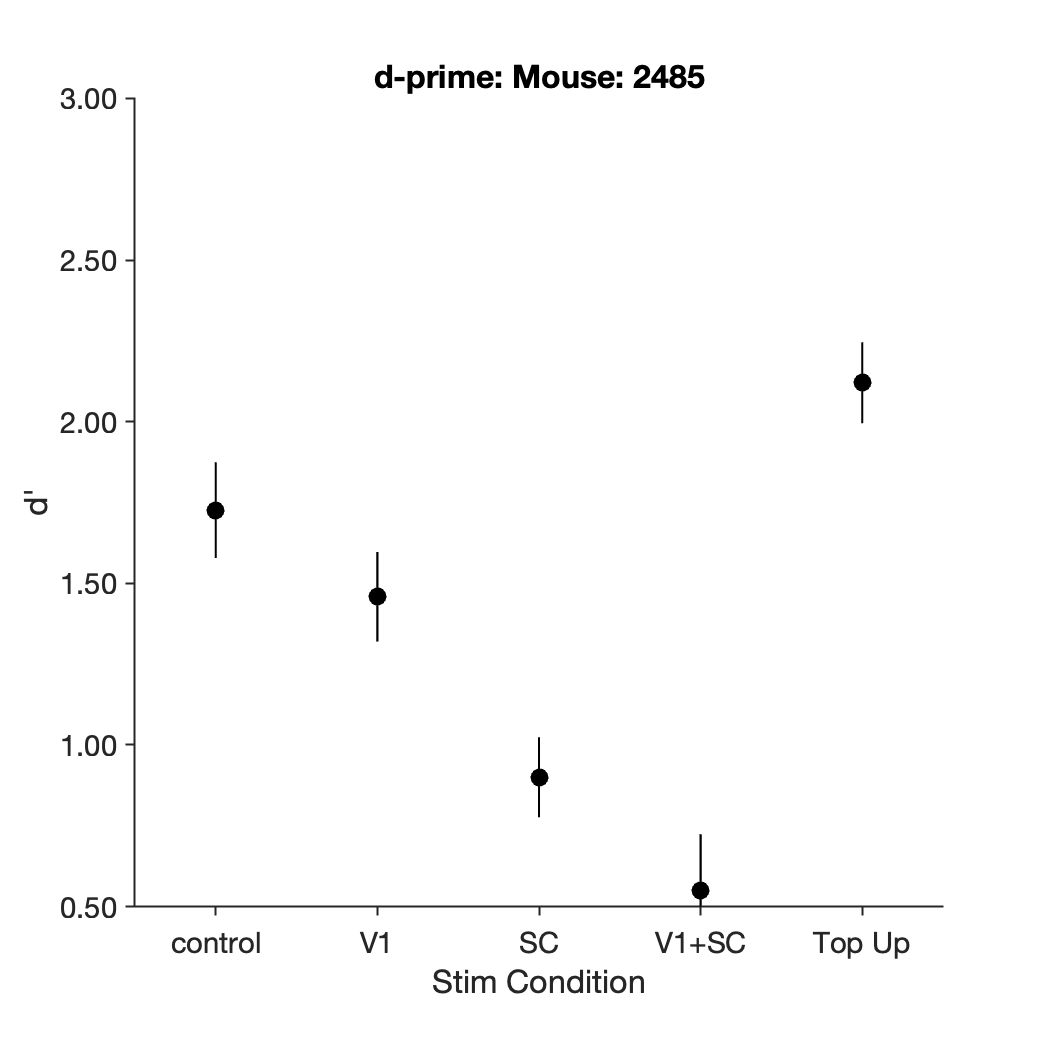 d-prime: Mouse: 2485
3.00
2.50
2.00
1.50
1.00
0.50
d'
control V1 SC V1+SC Top Up
Stim Condition